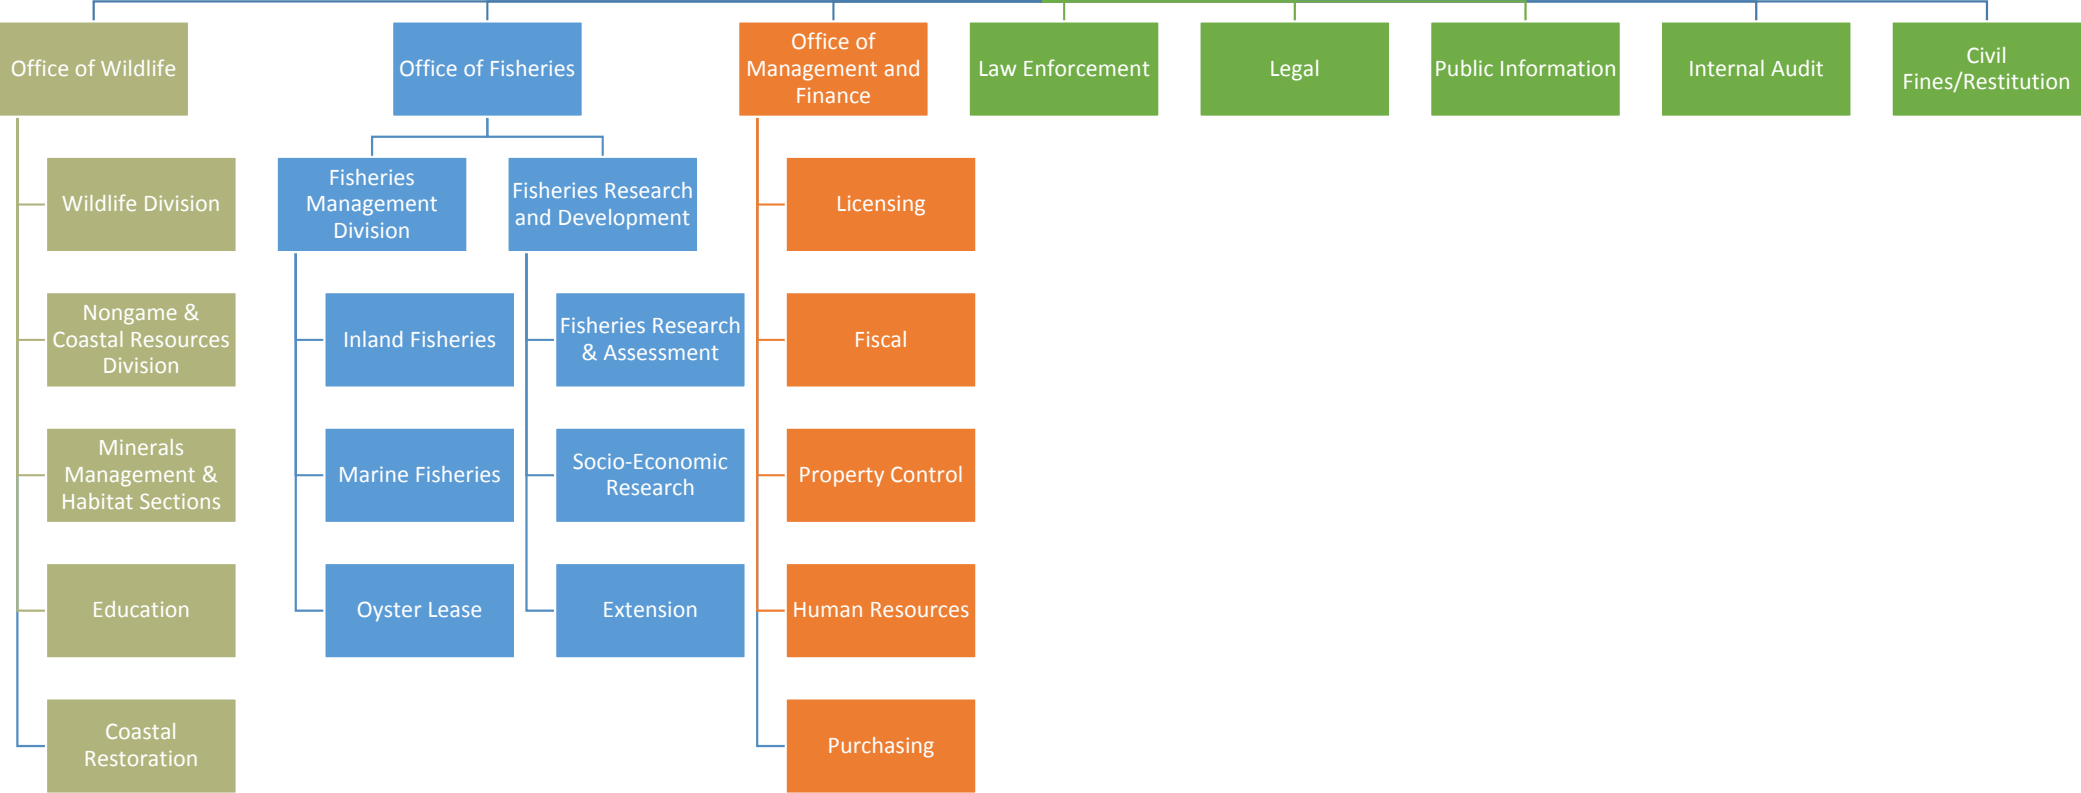 Office of Wildlife
Office of Fisheries
Office of
Management and
Finance
Law Enforcement
Legal
Public Information
Internal Audit
Civil
Fines/Restitution
Wildlife Division
Fisheries
Management
Division
Fisheries Research
and Development
Licensing
Nongame &
Coastal Resources
Division
Inland Fisheries
Fisheries Research
& Assessment
Fiscal
Minerals
Management &
Habitat Sections
Marine Fisheries
Socio-Economic
Research
Property Control
Education
Oyster Lease
Extension
Human Resources
Coastal
Restoration
Purchasing